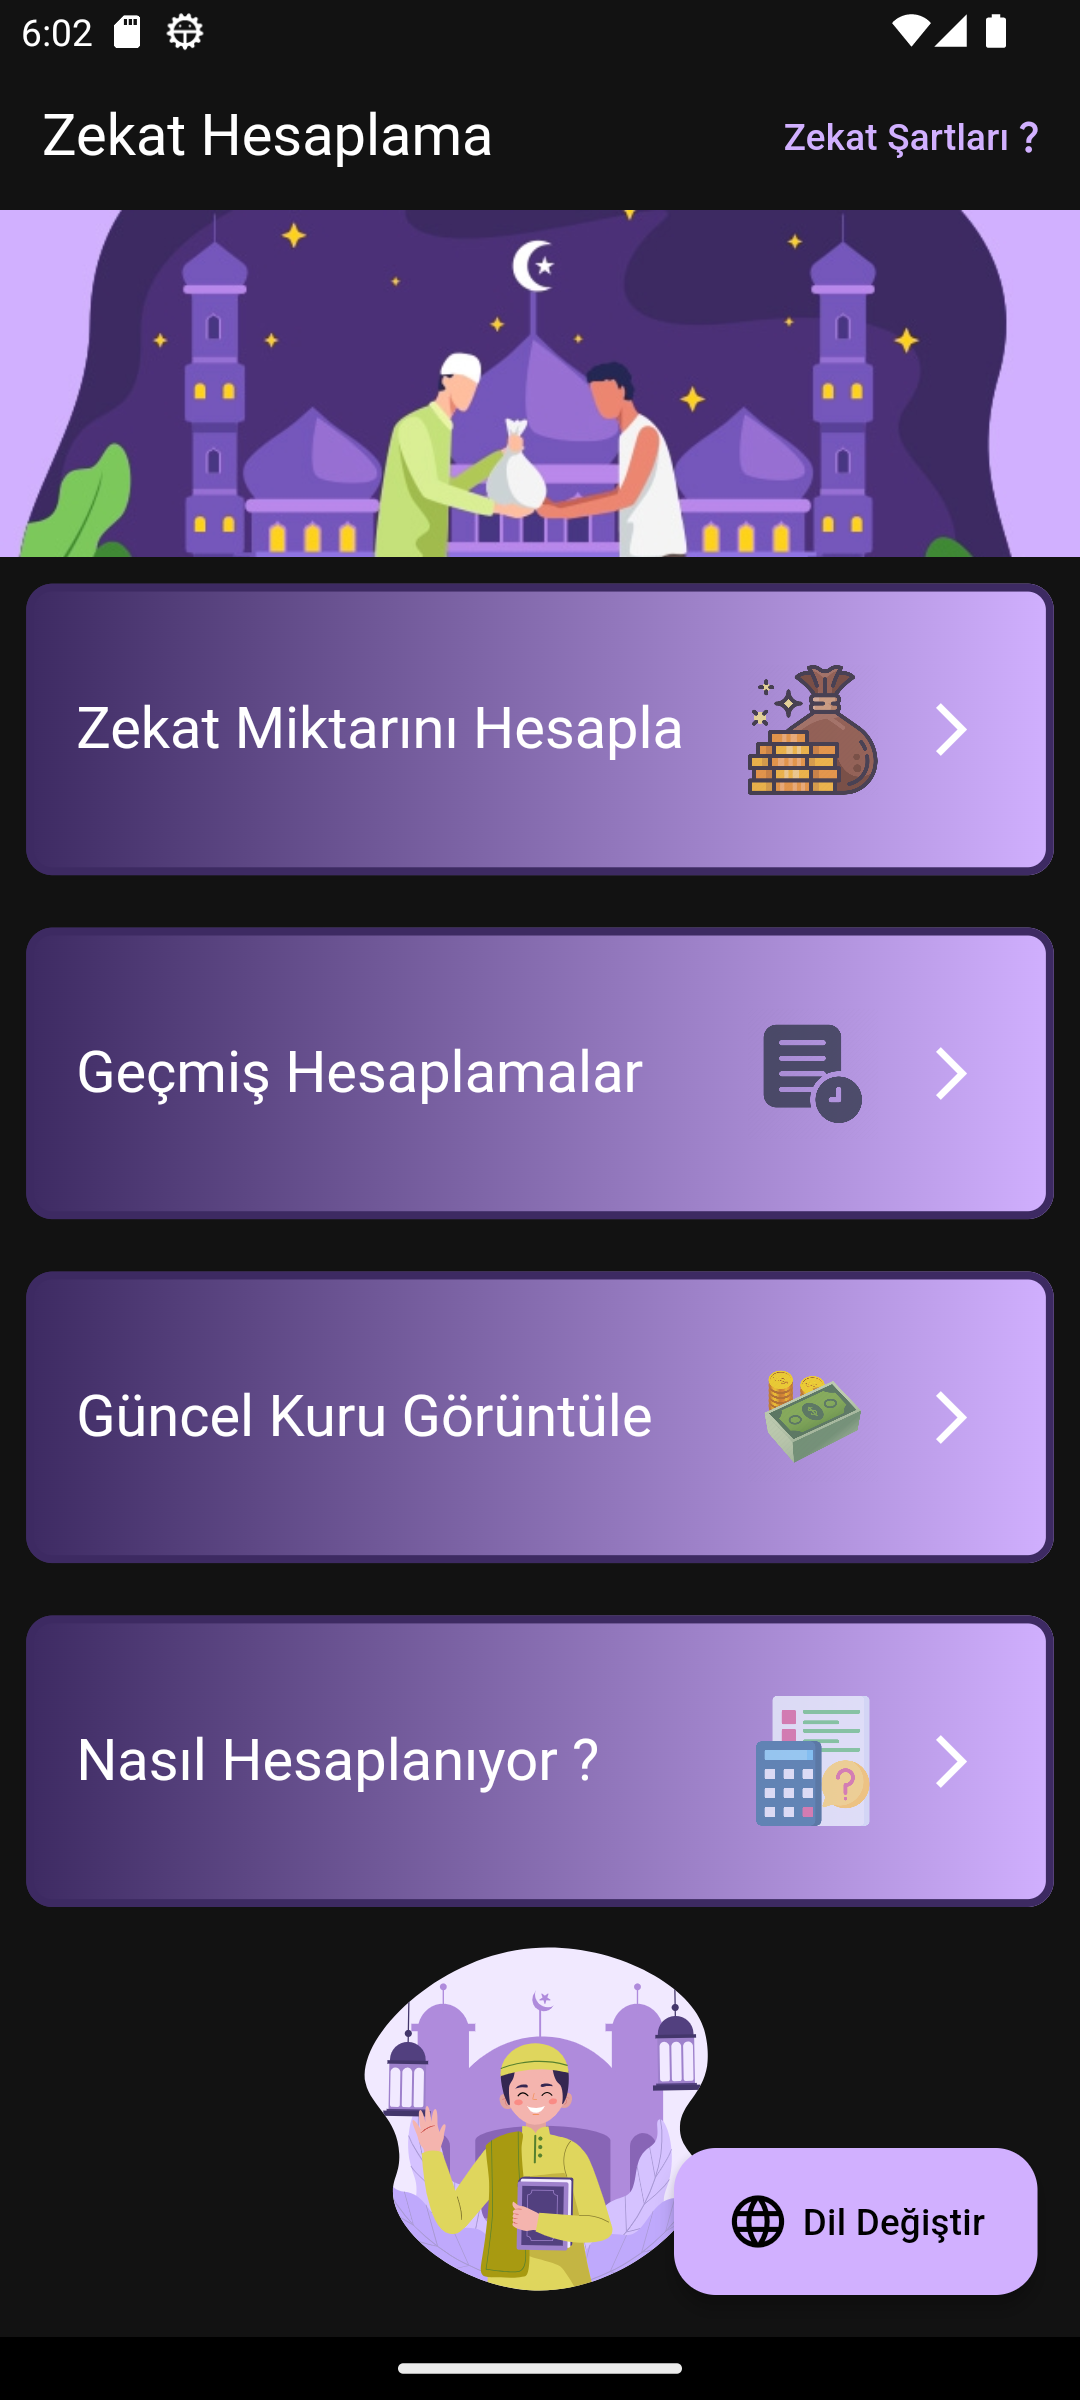 6:02
Zekat Hesaplama
Zekat Şartları ?
Zekat Miktarını Hesapla
Geçmiş Hesaplamalar
Güncel Kuru Görüntüle
Nasıl Hesaplanıyor ?
Dil Değiştir